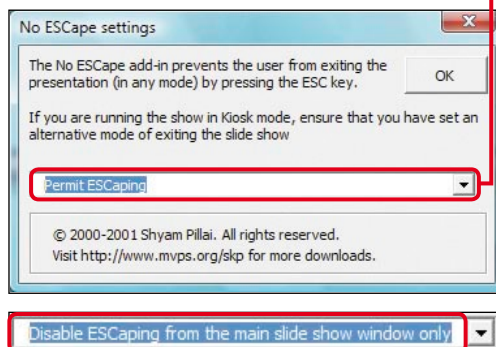 No ESCape settings
The No ESCape add-in prevents the user from exiting the
presentation (in any mode) by pressing the ESC key.
OK
If you are running the show in Kiosk mode, ensure that you have set an
alternative mode of exiting the slide show
Permit ESCaping
© 2000-2001 Shyam Pillai. All rights reserved.
Visit http://www.mvps.org/skp for more downloads.
Disable ESCaping from the main slide show window only